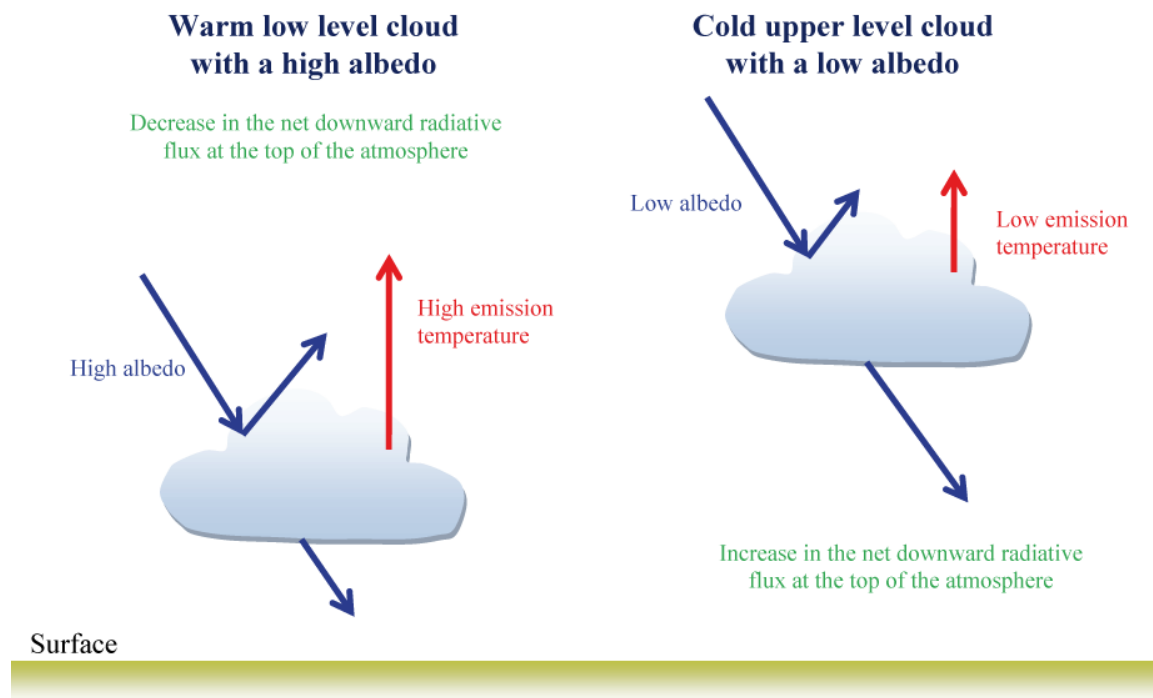 Warm low level cloud
with a high albedo
Decrease in the net downward radiative
flux at the top of the atmosphere
High albedo
High emission
temperature
Cold upper level cloud
with a low albedo
Low albedo
Low emission
temperature
Increase in the net downward radiative
flux at the top of the atmosphere
Surface